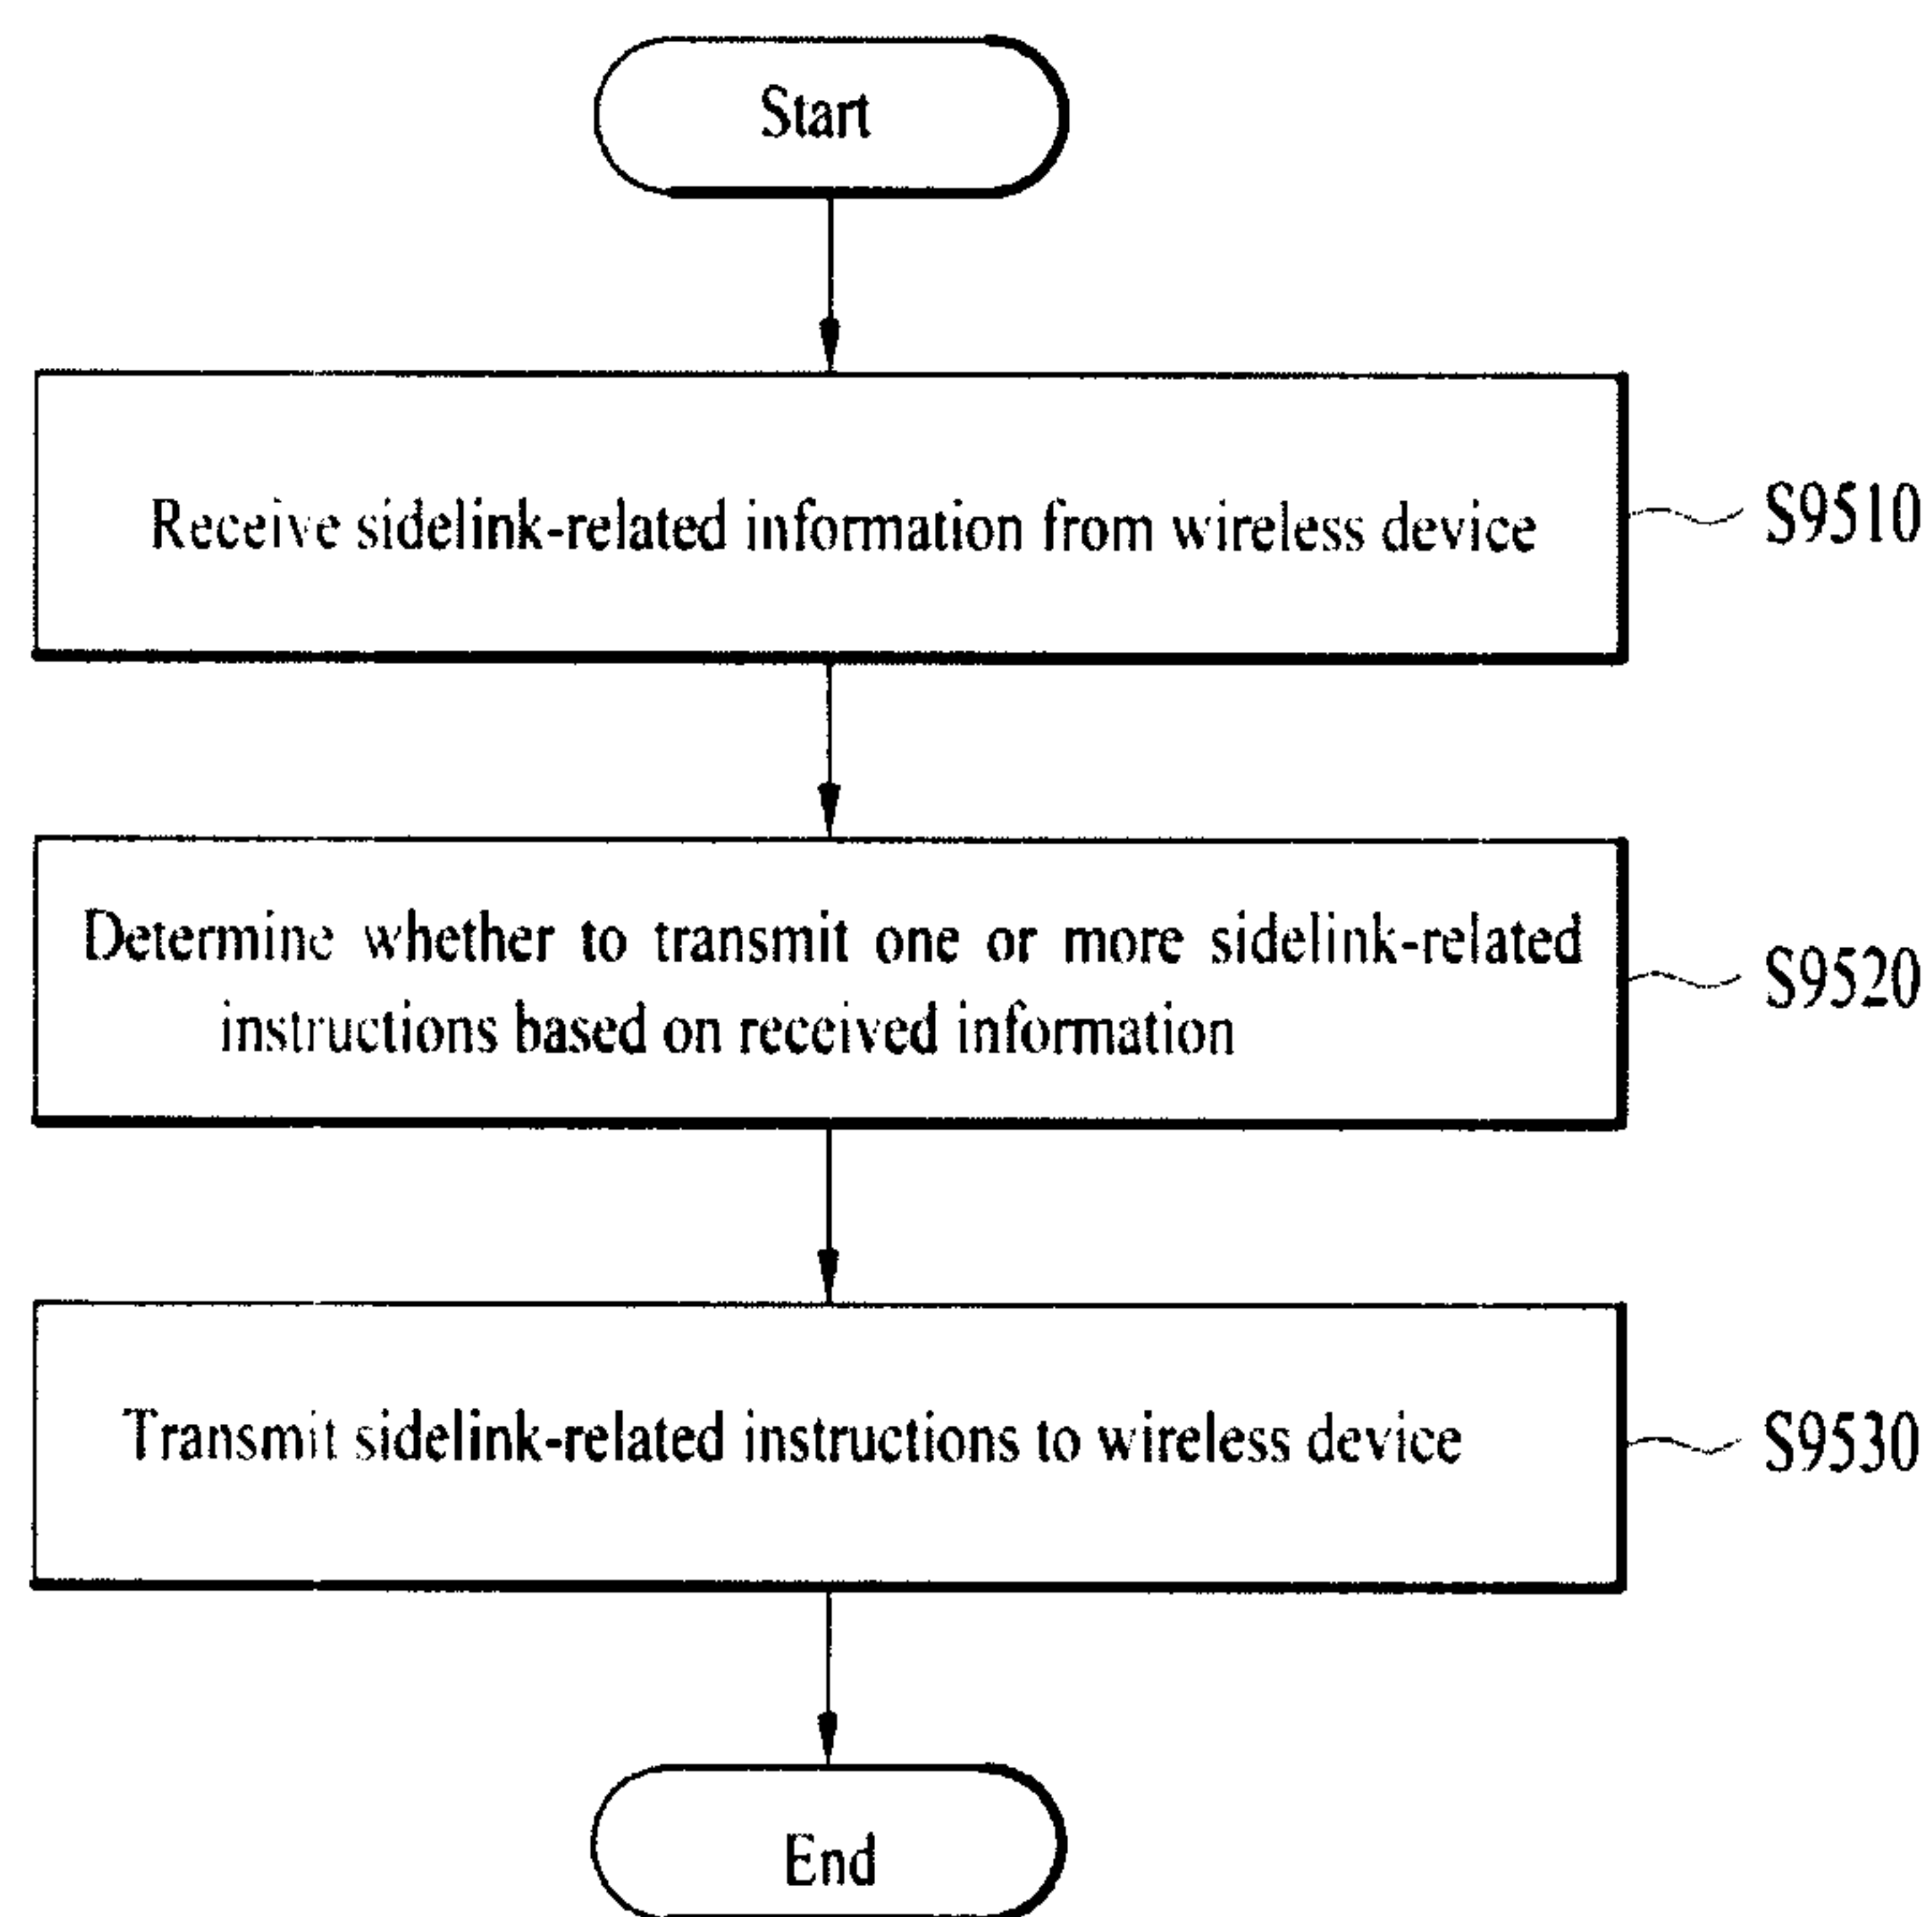 Start
Receive sidelink-related information from wireless device
S9510
Determine whether to transmit one or more sidelink-related
instructions based on received information
S9520
Transmit sidelink-related instructions to wireless device
S9530
End